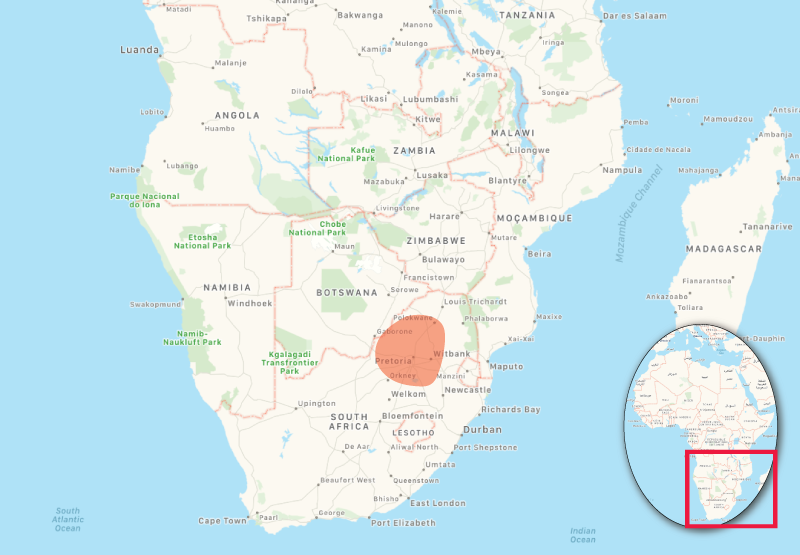 Kananga
Kalemie
Matadi
Tshikapa
Bakwanga
Manono
TANZANIA
Dar es Salaam
Luanda
Mulongo
Kamina
Mbeya
Iringa
Malanje
Kasama
Dilolo
Likasi
Lubumbashi
Songea
Lobito
ANGOLA
Kitwe
Moroni
Antsir
Huambo
MALAWI
Pemba
Mamoudzou
Ambanja
Kafue
National Park
ZAMBIA
Lilongwe
Cidade de Nacala
Lubango
Namibe
Mazabuka
Lusaka
Blantyre
Nampula
Mahajanga
Ana
Parque Nacional
do Iona
Livingstone
Harare
MOÇAMBIQUE
Mozambique Channel
Chobe
National Park
Tananarive
Etosha
National Park
Maun
ZIMBABWE
Mutare
Beira
MADAGASCAR
Bulawayo
Francistown
Fianarantsoa
NAMIBIA
BOTSWANA
Serowe
Swakopmund
Windhoek
Louis Trichardt
Ankazoabo
Toliara
Polokwane
Phalaborwa
Maxixe
Gaborone
Namib-
Naukluft Park
Xai-Xai
t-Dauphin
Kgalagadi
Transfrontier
Park
Pretoria
Witbank
Maputo
Orkney
Manzini
Upington
Welkom
Newcastle
SOUTH
AFRICA
Bloemfontein
Richards Bay
LESOTHO
Durban
De Aar
Aliwal North
Port Shepstone
Umtata
Beaufort West
Queenstown
Bhisho
East London
South
Atlantic
Ocean
Cape Town
Paarl
Port Elizabeth
Indian
Ocean